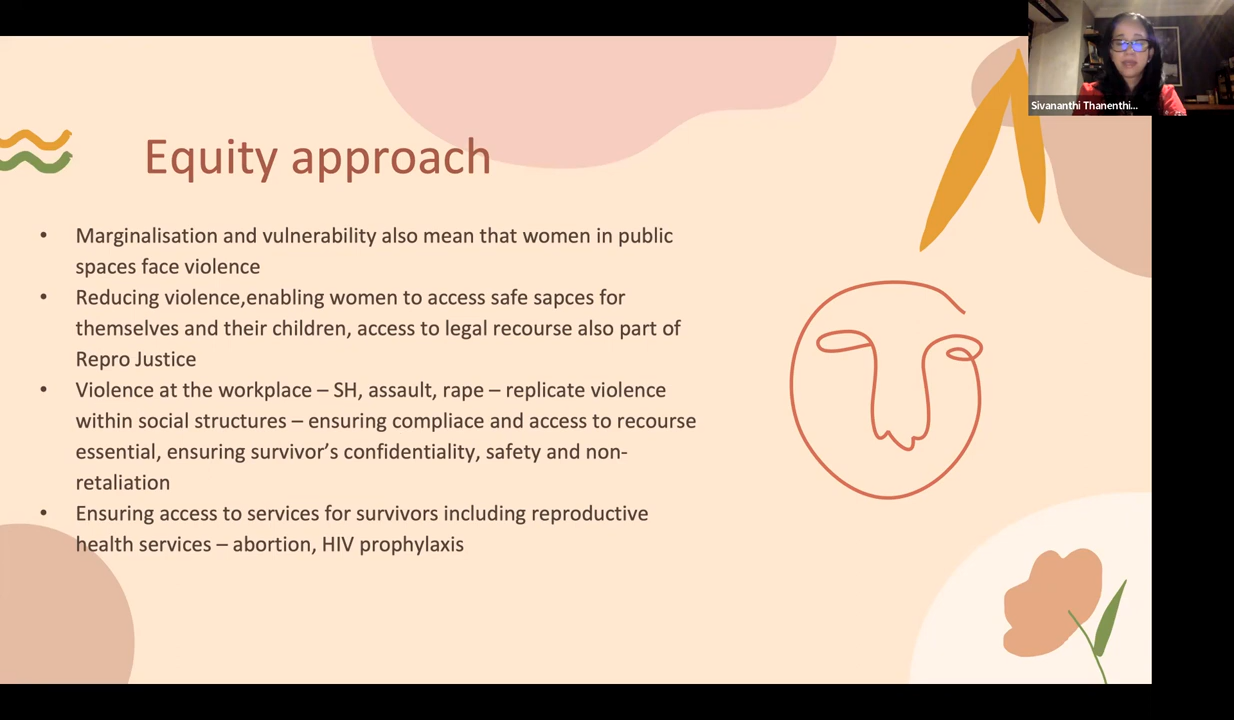 Sivananthi Thanenthi...
Equity approach
• Marginalisation and vulnerability also mean that women in public
spaces face violence
• Reducing violence,enabling women to access safe sapces for
themselves and their children, access to legal recourse also part of
Repro Justice
• Violence at the workplace – SH, assault, rape – replicate violence
within social structures – ensuring compliace and access to recourse
essential, ensuring survivor’s confidentiality, safety and non-
retaliation
• Ensuring access to services for survivors including reproductive
health services – abortion, HIV prophylaxis